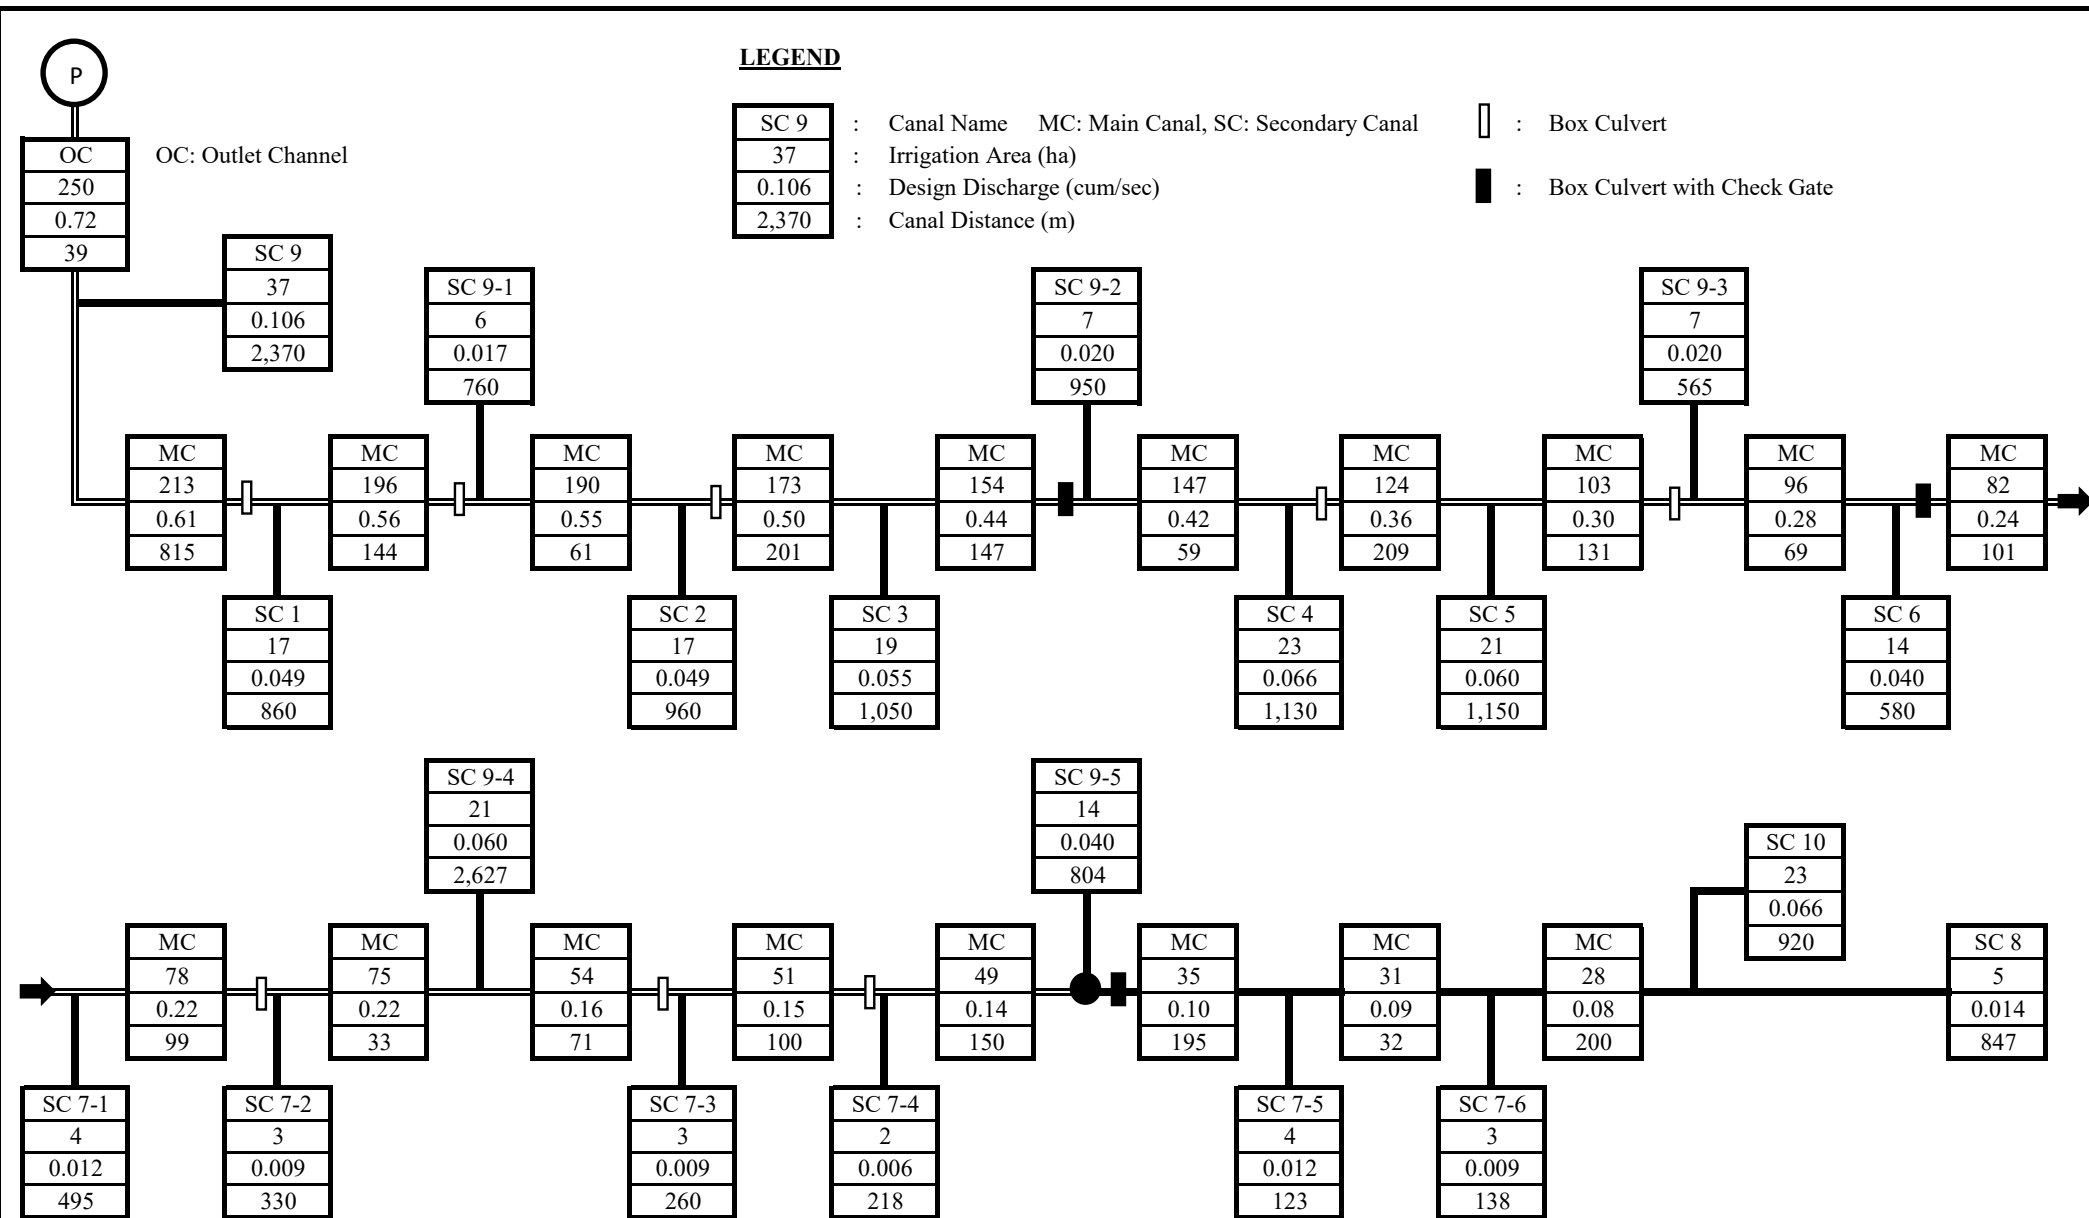 P
LEGEND
SC 9 : Canal Name MC: Main Canal, SC: Secondary Canal
37 : Irrigation Area (ha)
0.106 : Design Discharge (cum/sec)
2,370 : Canal Distance (m)
: Box Culvert
: Box Culvert with Check Gate
OC
250
0.72
39
OC: Outlet Channel
SC 9
37
0.106
2,370
SC 9-1
6
0.017
760
SC 9-2
7
0.020
950
SC 9-3
7
0.020
565
MC
213
0.61
815
MC
196
0.56
144
MC
190
0.55
61
MC
173
0.50
201
MC
154
0.44
147
MC
147
0.42
59
MC
124
0.36
209
MC
103
0.30
131
MC
96
0.28
69
MC
82
0.24
101
SC 1
17
0.049
860
SC 2
17
0.049
960
SC 3
19
0.055
1,050
SC 4
23
0.066
1,130
SC 5
21
0.060
1,150
SC 6
14
0.040
580
SC 9-4
21
0.060
2,627
SC 9-5
14
0.040
804
SC 10
23
0.066
920
MC
78
0.22
99
MC
75
0.22
33
MC
54
0.16
71
MC
51
0.15
100
MC
49
0.14
150
MC
35
0.10
195
MC
31
0.09
32
MC
28
0.08
200
SC 8
5
0.014
847
SC 7-1
4
0.012
495
SC 7-2
3
0.009
330
SC 7-3
3
0.009
260
SC 7-4
2
0.006
218
SC 7-5
4
0.012
123
SC 7-6
3
0.009
138